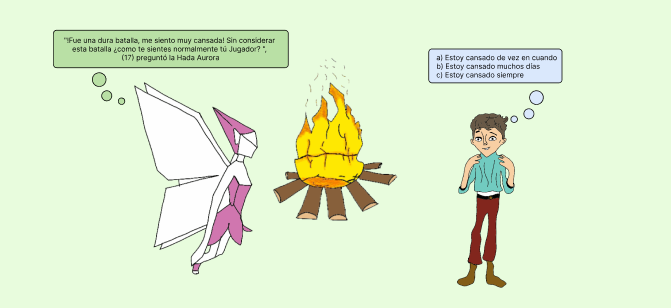 "!Fue una dura batalla, me siento muy cansada! Sin considerar
esta batalla ¿como te sientes normalmente tú Jugador? ",
(17) preguntó la Hada Aurora
a) Estoy cansado de vez en cuando
b) Estoy cansado muchos días
c) Estoy cansado siempre